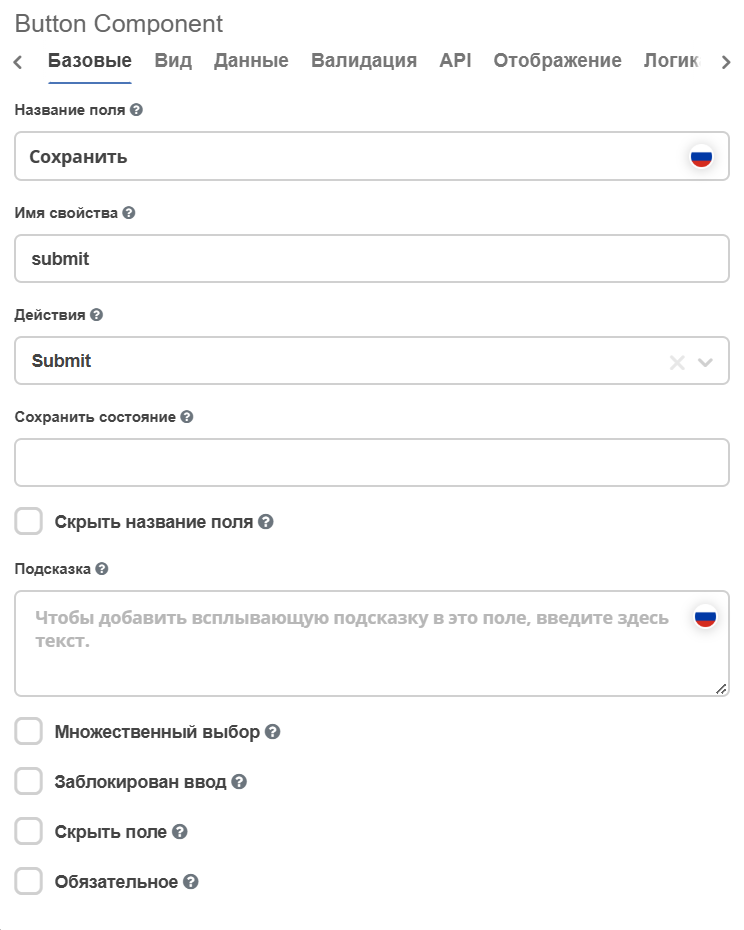 Button Component
Базовые Вид Данные Валидация API Отображение Логик
Название поля
Сохранить
Имя свойства
submit
Действия
Submit
Сохранить состояние
Скрыть название поля
Подсказка
Чтобы добавить всплывающую подсказку в это поле, введите здесь
текст.
Множественный выбор
Заблокирован ввод
Скрыть поле
Обязательное